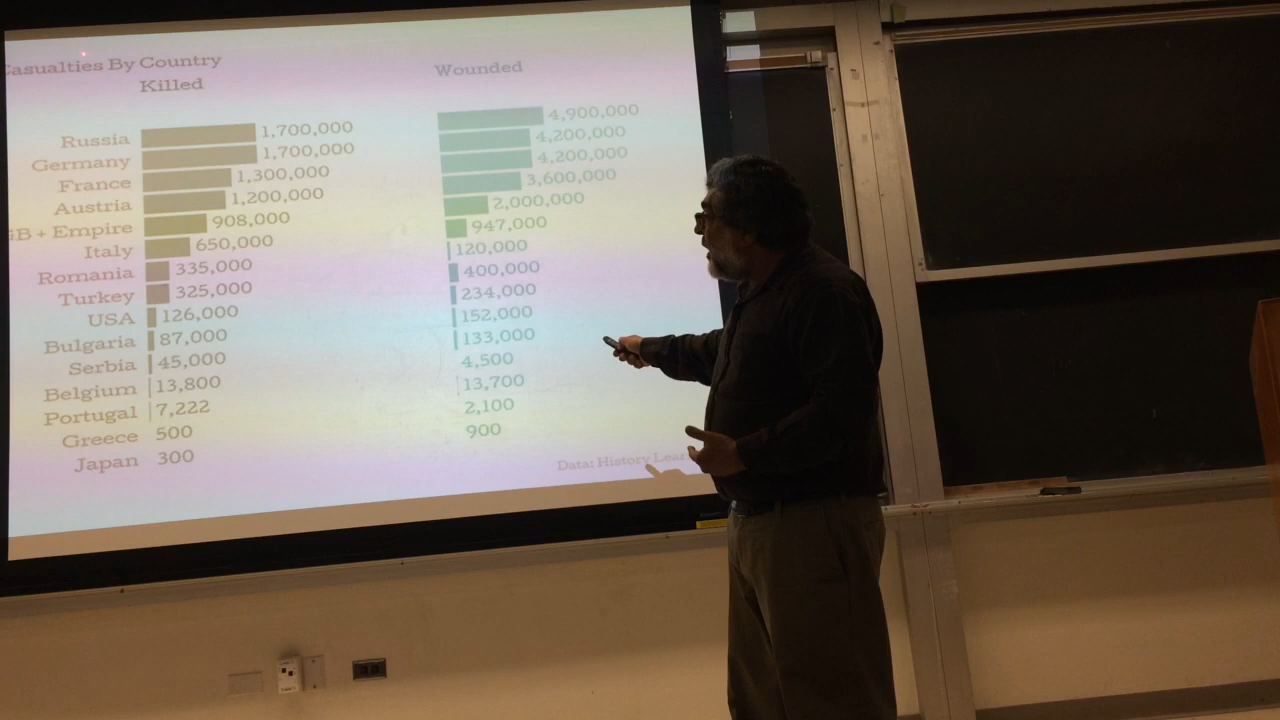 Casualties By Country
Killed Wounded
Russia 1,700,000 4,900,000
Germany 1,700,000 4,200,000
France 1,300,000 4,200,000
Austria 1,200,000 3,600,000
GB + Empire 908,000 2,000,000
Italy 650,000 947,000
Romania 335,000 120,000
Turkey 325,000 400,000
USA 126,000 234,000
Bulgaria 87,000 152,000
Serbia 45,000 133,000
Belgium 13,800 4,500
Portugal 7,222 13,700
Greece 500 2,100
Japan 300 900
Data: History